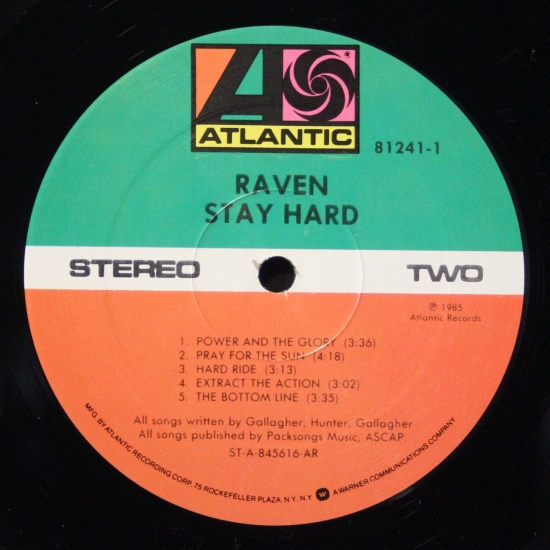 ATLANTIC
81241-1
RAVEN
STAY HARD
STEREO
TWO
℗ 1985
Atlantic Records
1. POWER AND THE GLORY (3:36)
2. PRAY FOR THE SUN (4:18)
3. HARD RIDE (3:13)
4. EXTRACT THE ACTION (3:02)
5. THE BOTTOM LINE (3:35)
All songs written by Gallagher, Hunter, Gallagher
All songs published by Packsongs Music, ASCAP.
ST-A-845616-AR
MFG. BY ATLANTIC RECORDING CORP. 75 ROCKEFELLER PLAZA, N.Y. N.Y. A WARNER COMMUNICATIONS COMPANY